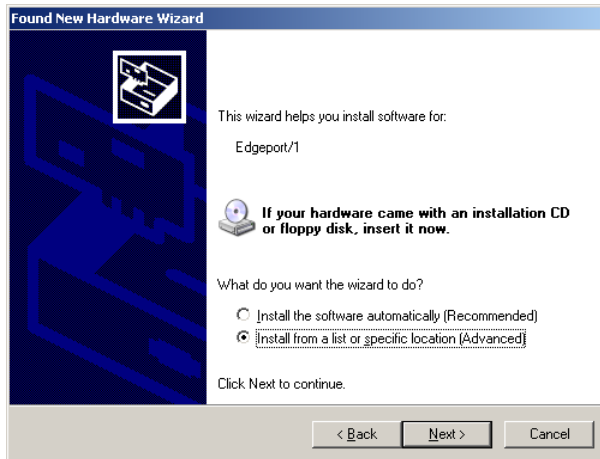 Found New Hardware Wizard
This wizard helps you install software for:
Edgeport/1
If your hardware came with an installation CD
or floppy disk, insert it now.
What do you want the wizard to do?
Install the software automatically (Recommended)
Install from a list or specific location (Advanced)
Click Next to continue.
< Back Next > Cancel